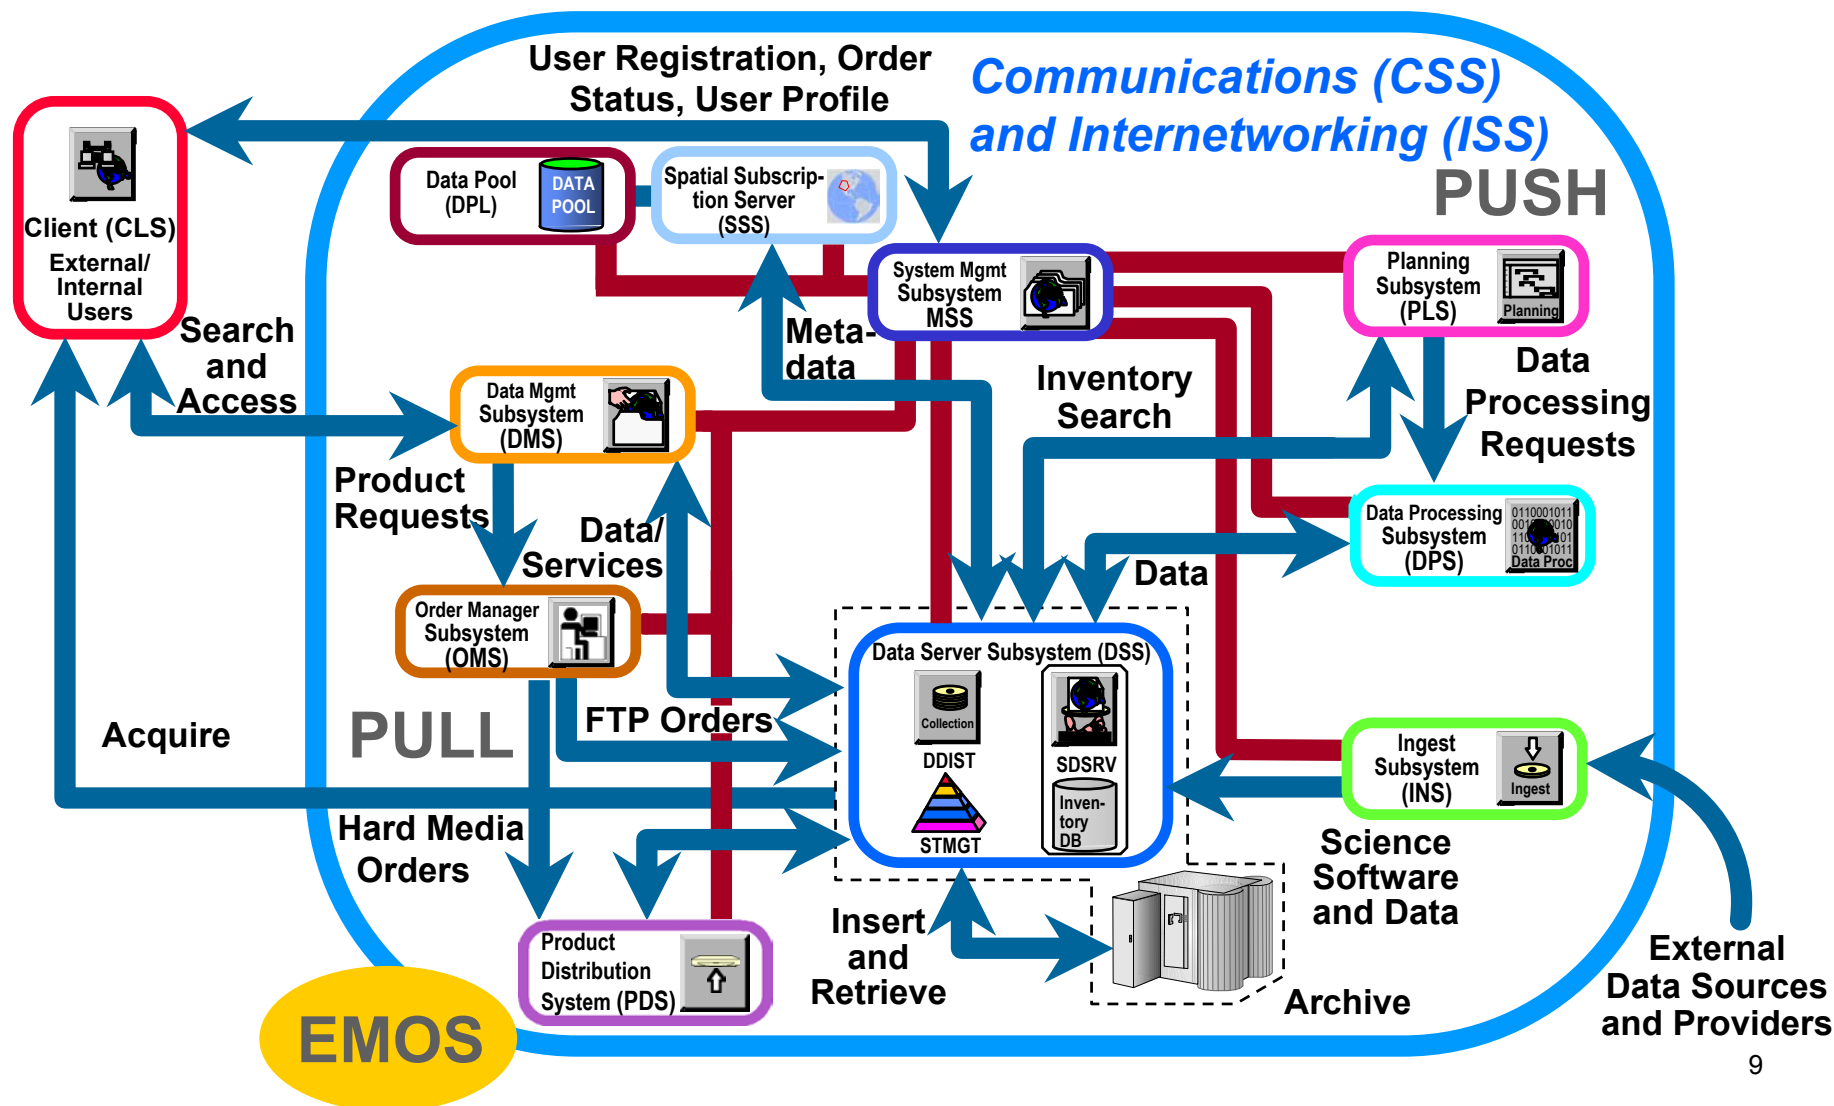 User Registration, Order
Status, User Profile
Communications (CSS)
and Internetworking (ISS)
PUSH
Client (CLS)
External/
Internal
Users
Data Pool
(DPL)
DATA
POOL
Spatial Subscrip-
tion Server
(SSS)
System Mgmt
Subsystem
MSS
Planning
Subsystem
(PLS)
Planning
Search
and
Access
Meta-
data
Inventory
Search
Data
Processing
Requests
Data Mgmt
Subsystem
(DMS)
Product
Requests
Data/
Services
Data Processing
Subsystem
(DPS)
0110001011
Data Proc
Data
Order Manager
Subsystem
(OMS)
Data Server Subsystem (DSS)
Collection
DDIST
SDSRV
STMGT
Inven-
tory
DB
PULL
FTP Orders
Acquire
Ingest
Subsystem
(INS)
Ingest
Hard Media
Orders
Science
Software
and Data
Product
Distribution
System (PDS)
Insert
and
Retrieve
Archive
External
Data Sources
and Providers
EMOS
9